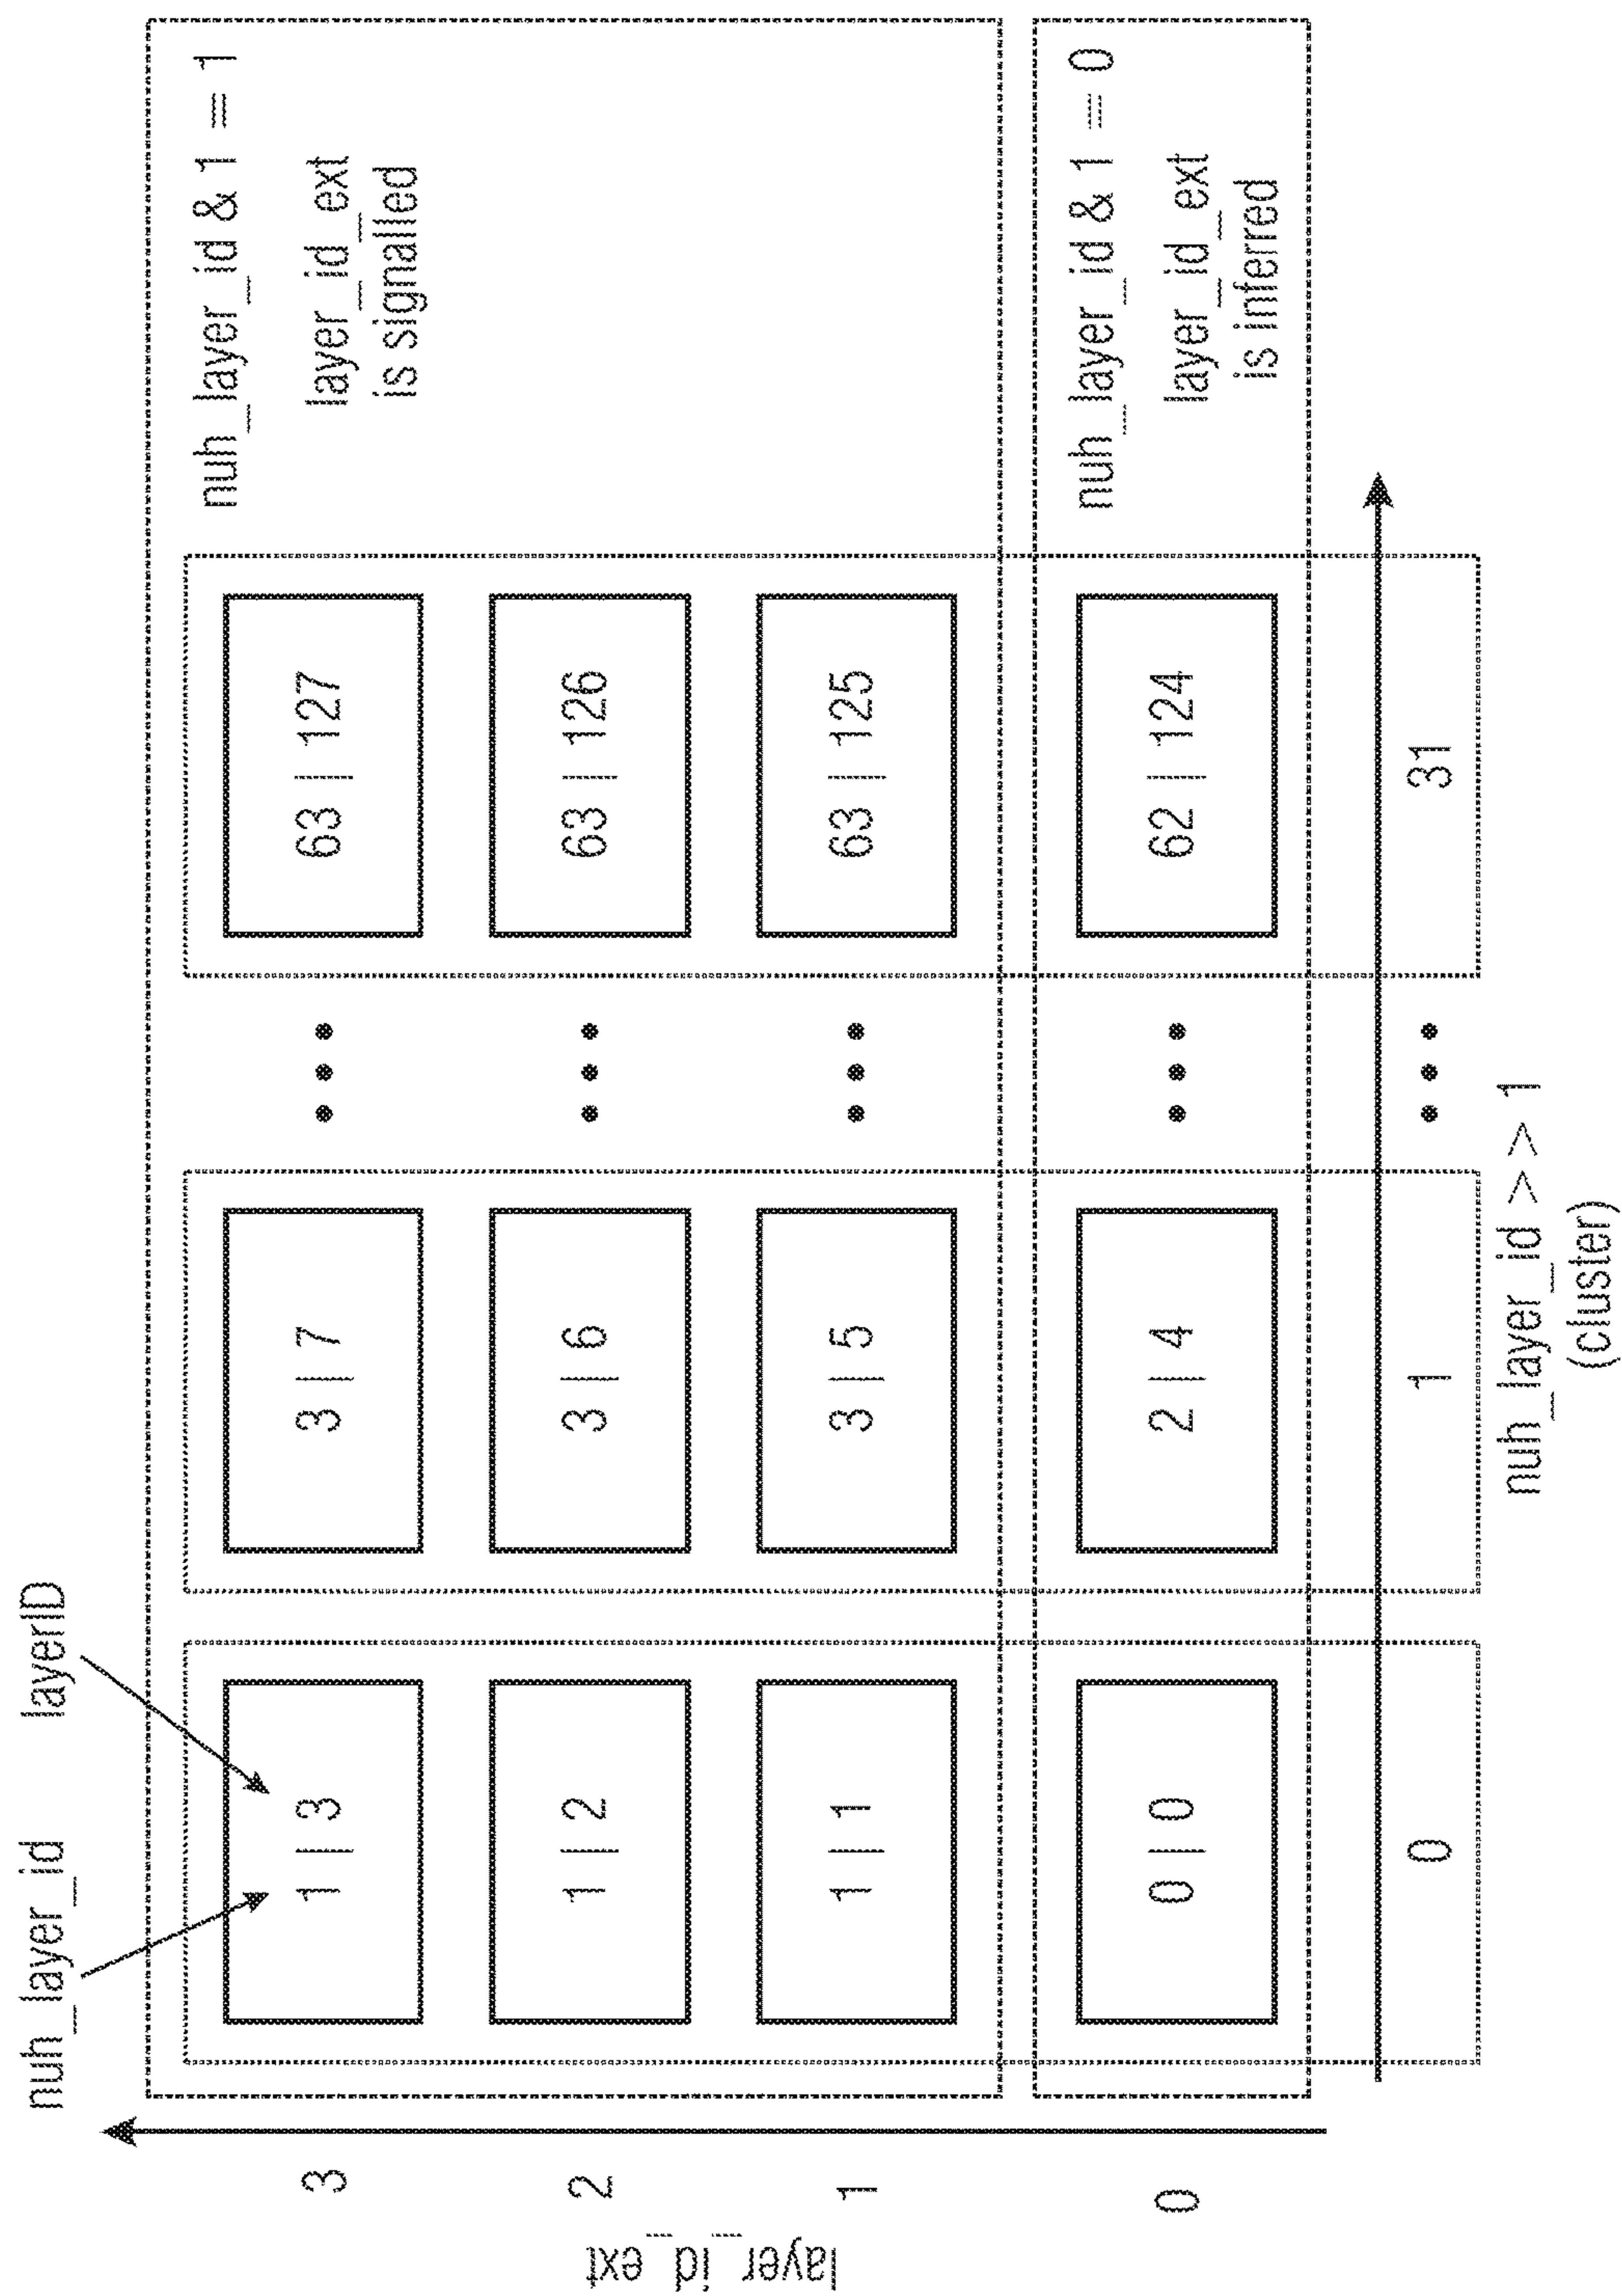 nuh_layer_id
layerID
nuh_layer_id & 1 = 1
layer_id_ext
is signalled
layer_id_ext
3
1 | 3
3 | 7
63 | 127
2
1 | 2
3 | 6
63 | 126
1
1 | 1
3 | 5
63 | 125
nuh_layer_id & 1 = 0
layer_id_ext
is inferred
0
0 | 0
2 | 4
62 | 124
0
1
31
nuh_layer_id >> 1
(cluster)